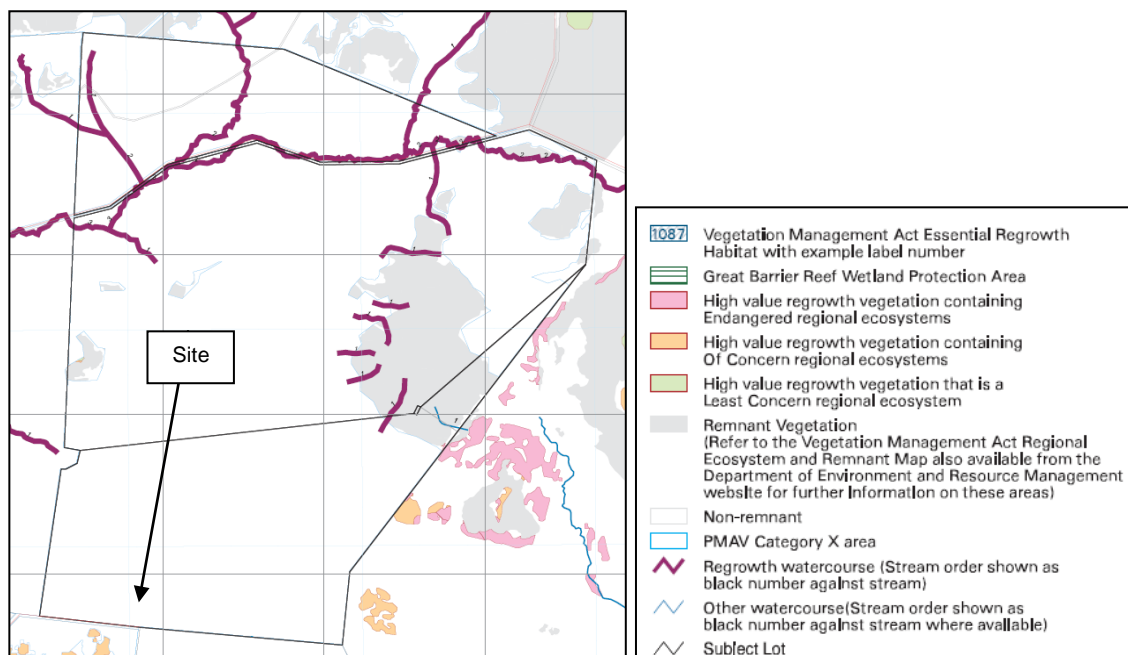 Site
1087 Vegetation Management Act Essential Regrowth
Habitat with example label number
Great Barrier Reef Wetland Protection Area
High value regrowth vegetation containing
Endangered regional ecosystems
High value regrowth vegetation containing
Of Concern regional ecosystems
High value regrowth vegetation that is a
Least Concern regional ecosystem
Remnant Vegetation
(Refer to the Vegetation Management Act Regional
Ecosystem and Remnant Map also available from the
Department of Environment and Resource Management
website for further information on these areas)
Non-remnant
PMAV Category X area
Regrowth watercourse (Stream order shown as
black number against stream)
Other watercourse(Stream order shown as
black number against stream where available)
Subject Lot